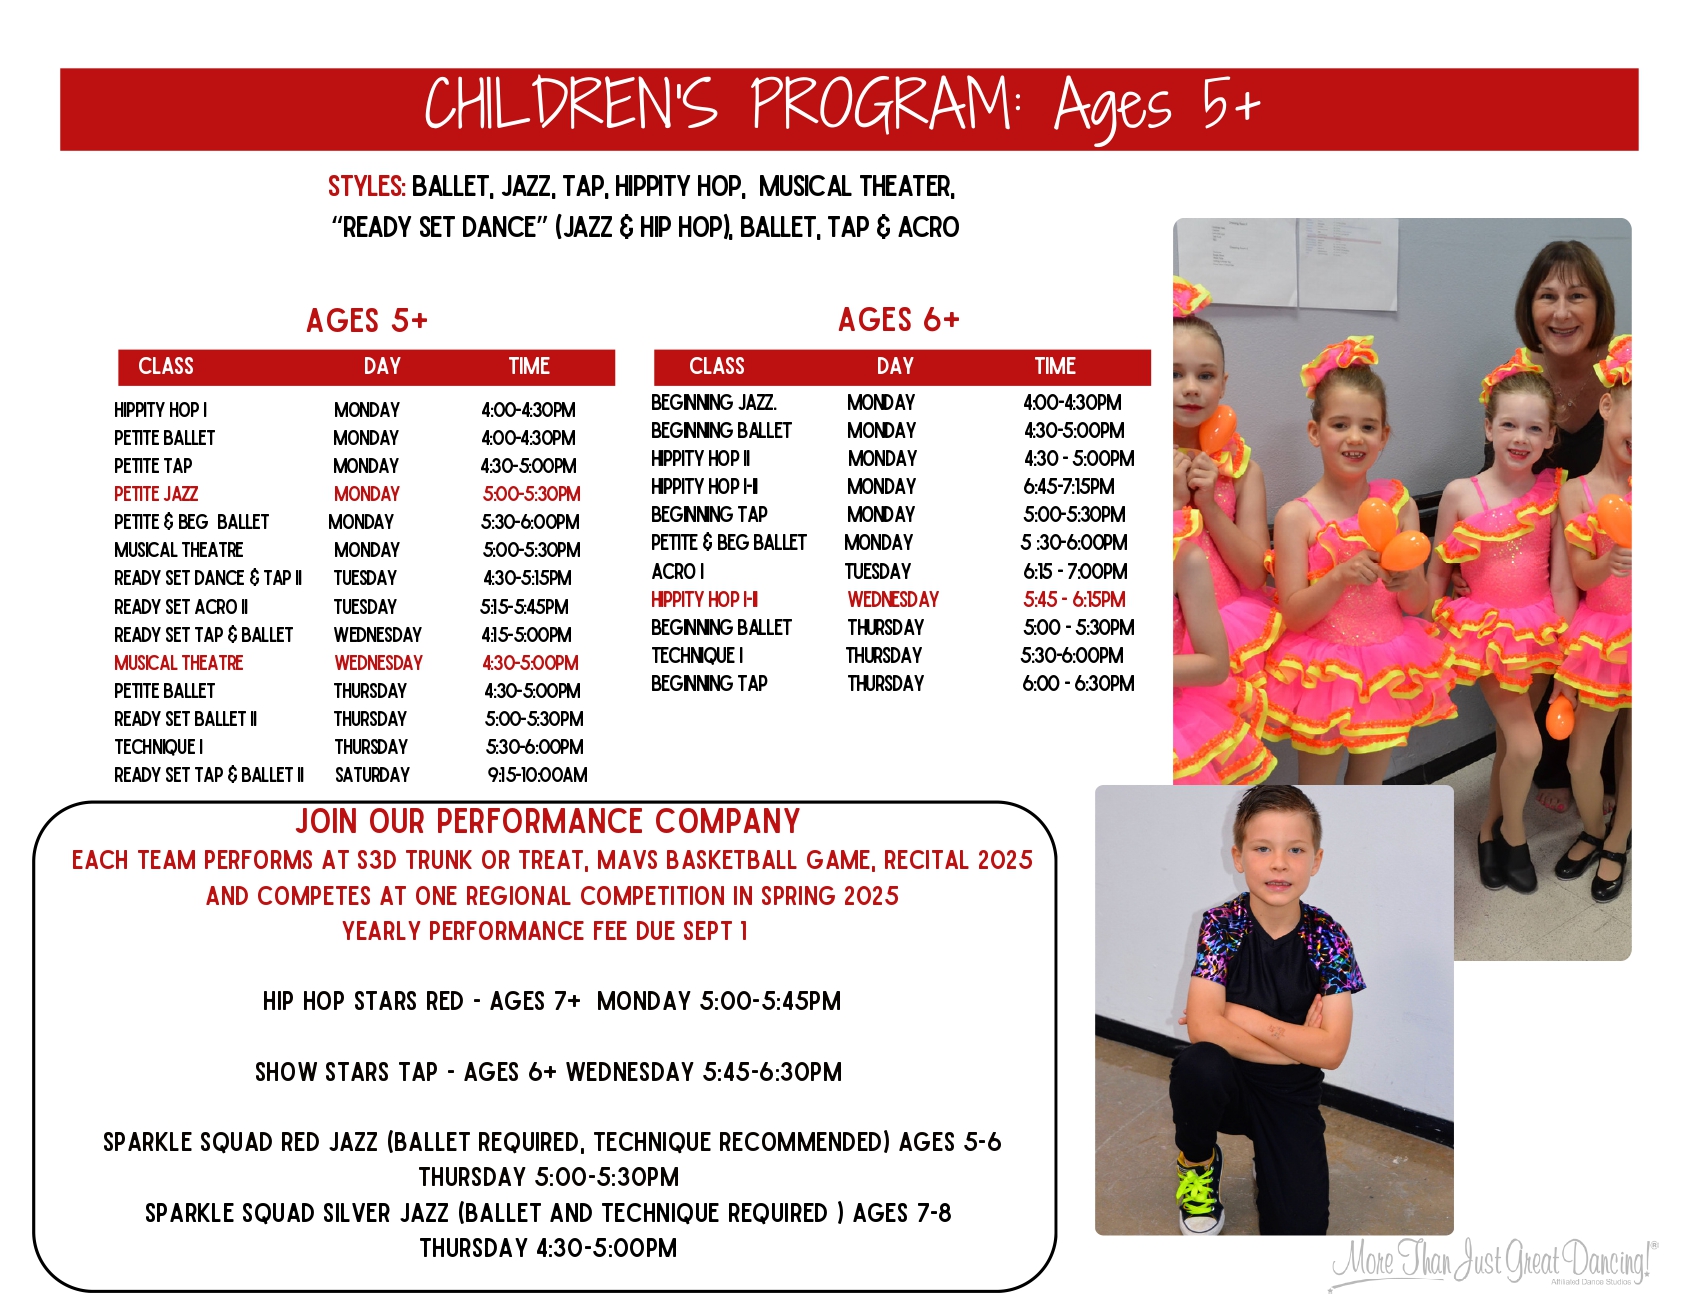 CHILDREN'S PROGRAM: Ages 5+
STYLES: BALLET, JAZZ, TAP, HIPPITY HOP, MUSICAL THEATER,
“READY SET DANCE” (JAZZ & HIP HOP), BALLET, TAP & ACRO
AGES 5+
CLASS DAY TIME
HIPPITY HOP I MONDAY 4:00-4:30PM
PETITE BALLET MONDAY 4:00-4:30PM
PETITE TAP MONDAY 4:30-5:00PM
PETITE JAZZ MONDAY 5:00-5:30PM
PETITE & BEG BALLET MONDAY 5:30-6:00PM
MUSICAL THEATRE MONDAY 5:00-5:30PM
READY SET DANCE & TAP II TUESDAY 4:30-5:15PM
READY SET ACRO II TUESDAY 5:15-5:45PM
READY SET TAP & BALLET WEDNESDAY 4:15-5:00PM
MUSICAL THEATRE WEDNESDAY 4:30-5:00PM
PETITE BALLET THURSDAY 4:30-5:00PM
READY SET BALLET II THURSDAY 5:00-5:30PM
TECHNIQUE I THURSDAY 5:30-6:00PM
READY SET TAP & BALLET II SATURDAY 9:15-10:00AM
AGES 6+
CLASS DAY TIME
BEGINNING JAZZ. MONDAY 4:00-4:30PM
BEGINNING BALLET MONDAY 4:30-5:00PM
HIPPITY HOP II MONDAY 4:30 - 5:00PM
HIPPITY HOP I-II MONDAY 6:45-7:15PM
BEGINNING TAP MONDAY 5:00-5:30PM
PETITE & BEG BALLET MONDAY 5 :30-6:00PM
ACRO I TUESDAY 6:15 - 7:00PM
HIPPITY HOP I-II WEDNESDAY 5:45 - 6:15PM
BEGINNING BALLET THURSDAY 5:00 - 5:30PM
TECHNIQUE I THURSDAY 5:30-6:00PM
BEGINNING TAP THURSDAY 6:00 - 6:30PM
JOIN OUR PERFORMANCE COMPANY
EACH TEAM PERFORMS AT S3D TRUNK OR TREAT, MAVS BASKETBALL GAME, RECITAL 2025
AND COMPETES AT ONE REGIONAL COMPETITION IN SPRING 2025
YEARLY PERFORMANCE FEE DUE SEPT 1
HIP HOP STARS RED - AGES 7+ MONDAY 5:00-5:45PM
SHOW STARS TAP - AGES 6+ WEDNESDAY 5:45-6:30PM
SPARKLE SQUAD RED JAZZ (BALLET REQUIRED, TECHNIQUE RECOMMENDED) AGES 5-6
THURSDAY 5:00-5:30PM
SPARKLE SQUAD SILVER JAZZ (BALLET AND TECHNIQUE REQUIRED ) AGES 7-8
THURSDAY 4:30-5:00PM
More Than Just Great Dancing!®
Affiliated Dance Studios